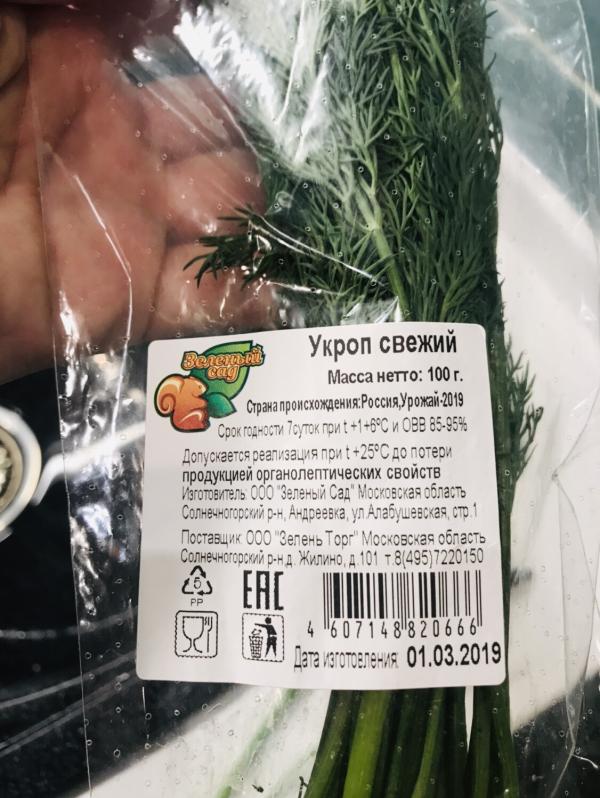 Зеленый
сад
Укроп свежий
Масса нетто: 100 г.
Страна происхождения:Россия,Урожай-2019
Срок годности 7суток при t +1+6°С и ОВВ 85-95%
Допускается реализация при t +25°С до потери
продукцией органолептических свойств
Изготовитель: ООО "Зеленый Сад" Московская область
Солнечногорский р-н, Андреевка, ул.Алабушевская, стр.1
Поставщик ООО "Зелень Торг" Московская область
Солнечногорский р-н,д. Жилино, д.101 т.8(495)7220150
5
PP
ЕАС
4 607148 820666
Дата изготовления: 01.03.2019